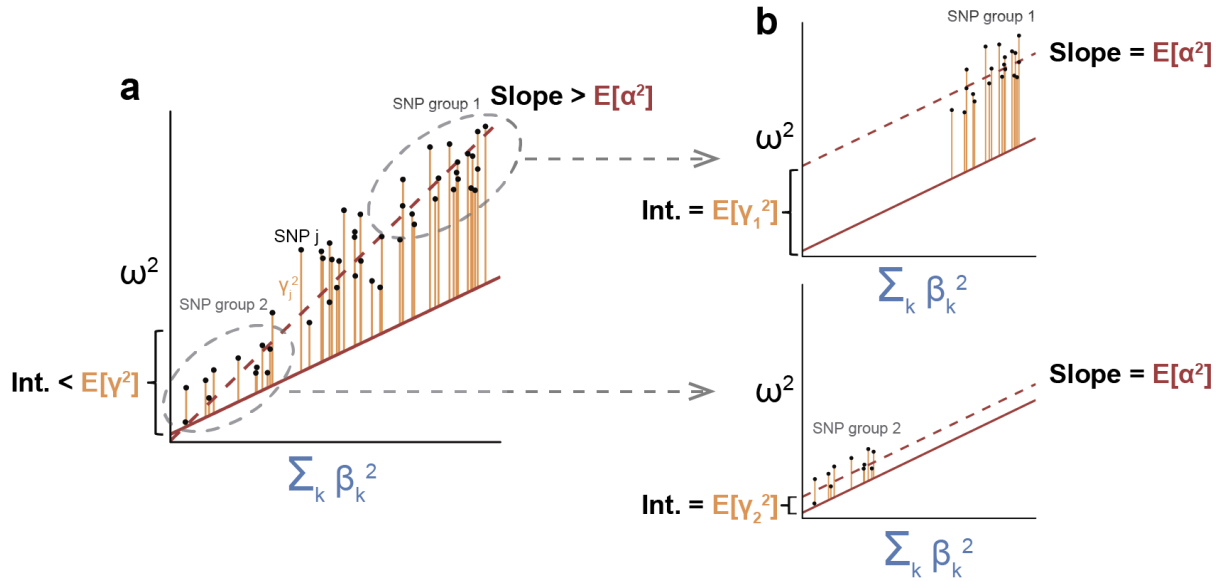 a
SNP group 1
Slope > E[α²]
SNP j
ω²
γⱼ²
SNP group 2
Int. < E[γ²]
Σₖ βₖ²
b
SNP group 1
Slope = E[α²]
ω²
Int. = E[γ₁²]
Σₖ βₖ²
Slope = E[α²]
ω²
SNP group 2
Int. = E[γ₂²]
Σₖ βₖ²